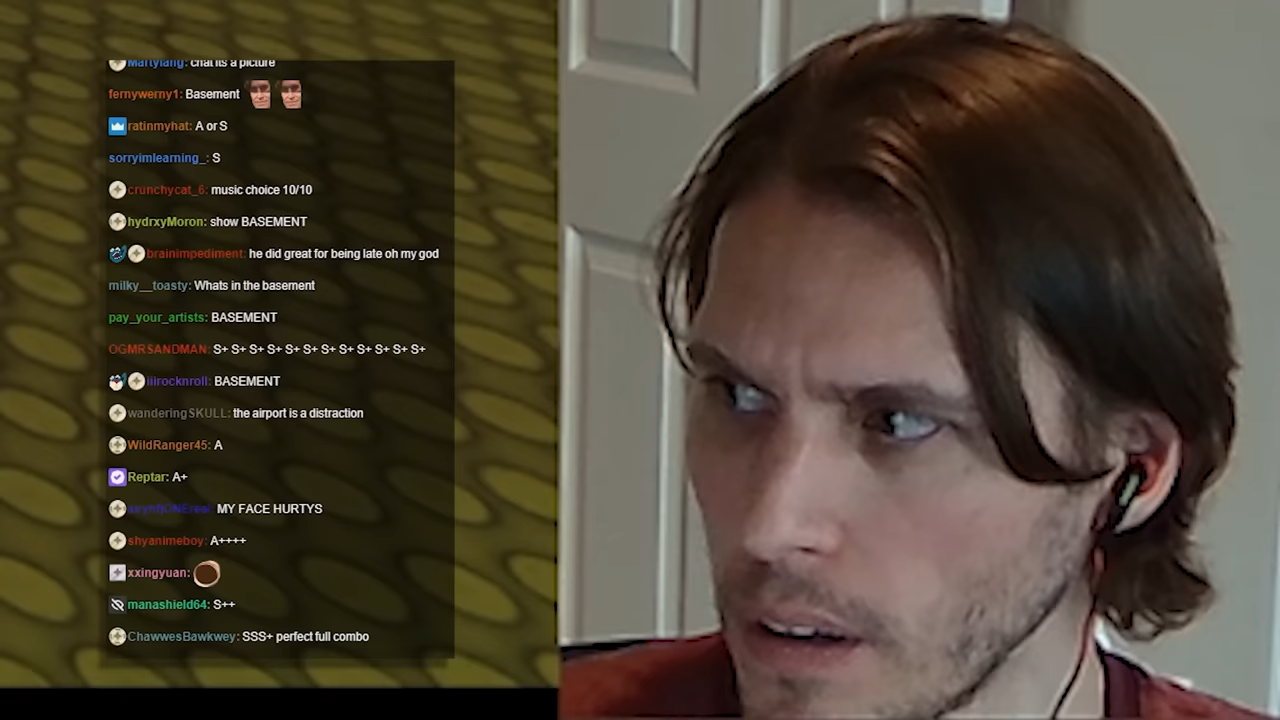 Martylang: chat its a picture
fernywerny1: Basement
ratinmyhat: A or S
sorryimlearning_: S
crunchycat_6: music choice 10/10
hydrxyMoron: show BASEMENT
brainimpediment: he did great for being late oh my god
milky__toasty: Whats in the basement
pay_your_artists: BASEMENT
OGMRSANDMAN: S+ S+ S+ S+ S+ S+ S+ S+ S+ S+ S+ S+
iiirocknroll: BASEMENT
wanderingSKULL: the airport is a distraction
WildRanger45: A
Reptar: A+
MY FACE HURTYS
shyanimeboy: A++++
xxingyuan:
manashield64: S++
ChawwesBawkwey: SSS+ perfect full combo